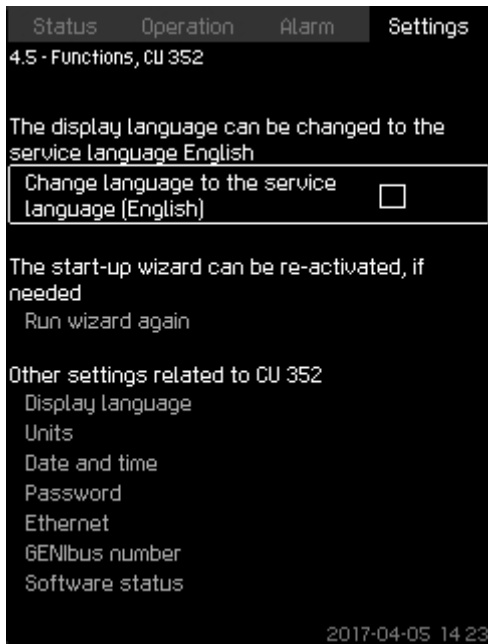 Status Operation Alarm Settings
4.5 - Functions, CU 352
The display language can be changed to the
service language English
Change language to the service
language (English)
The start-up wizard can be re-activated, if
needed
Run wizard again
Other settings related to CU 352
Display language
Units
Date and time
Password
Ethernet
GENIbus number
Software status
2017-04-05 14:23